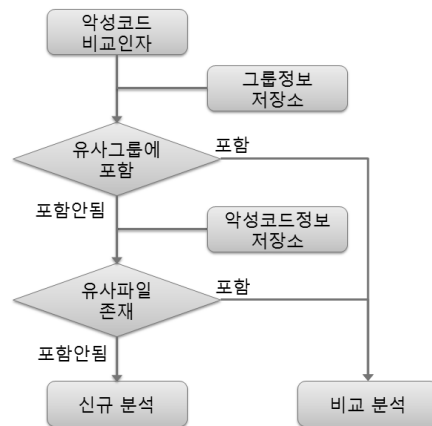 악성코드
비교인자
그룹정보
저장소
유사그룹에
포함
포함
포함안됨
악성코드정보
저장소
유사파일
존재
포함
포함안됨
신규 분석
비교 분석